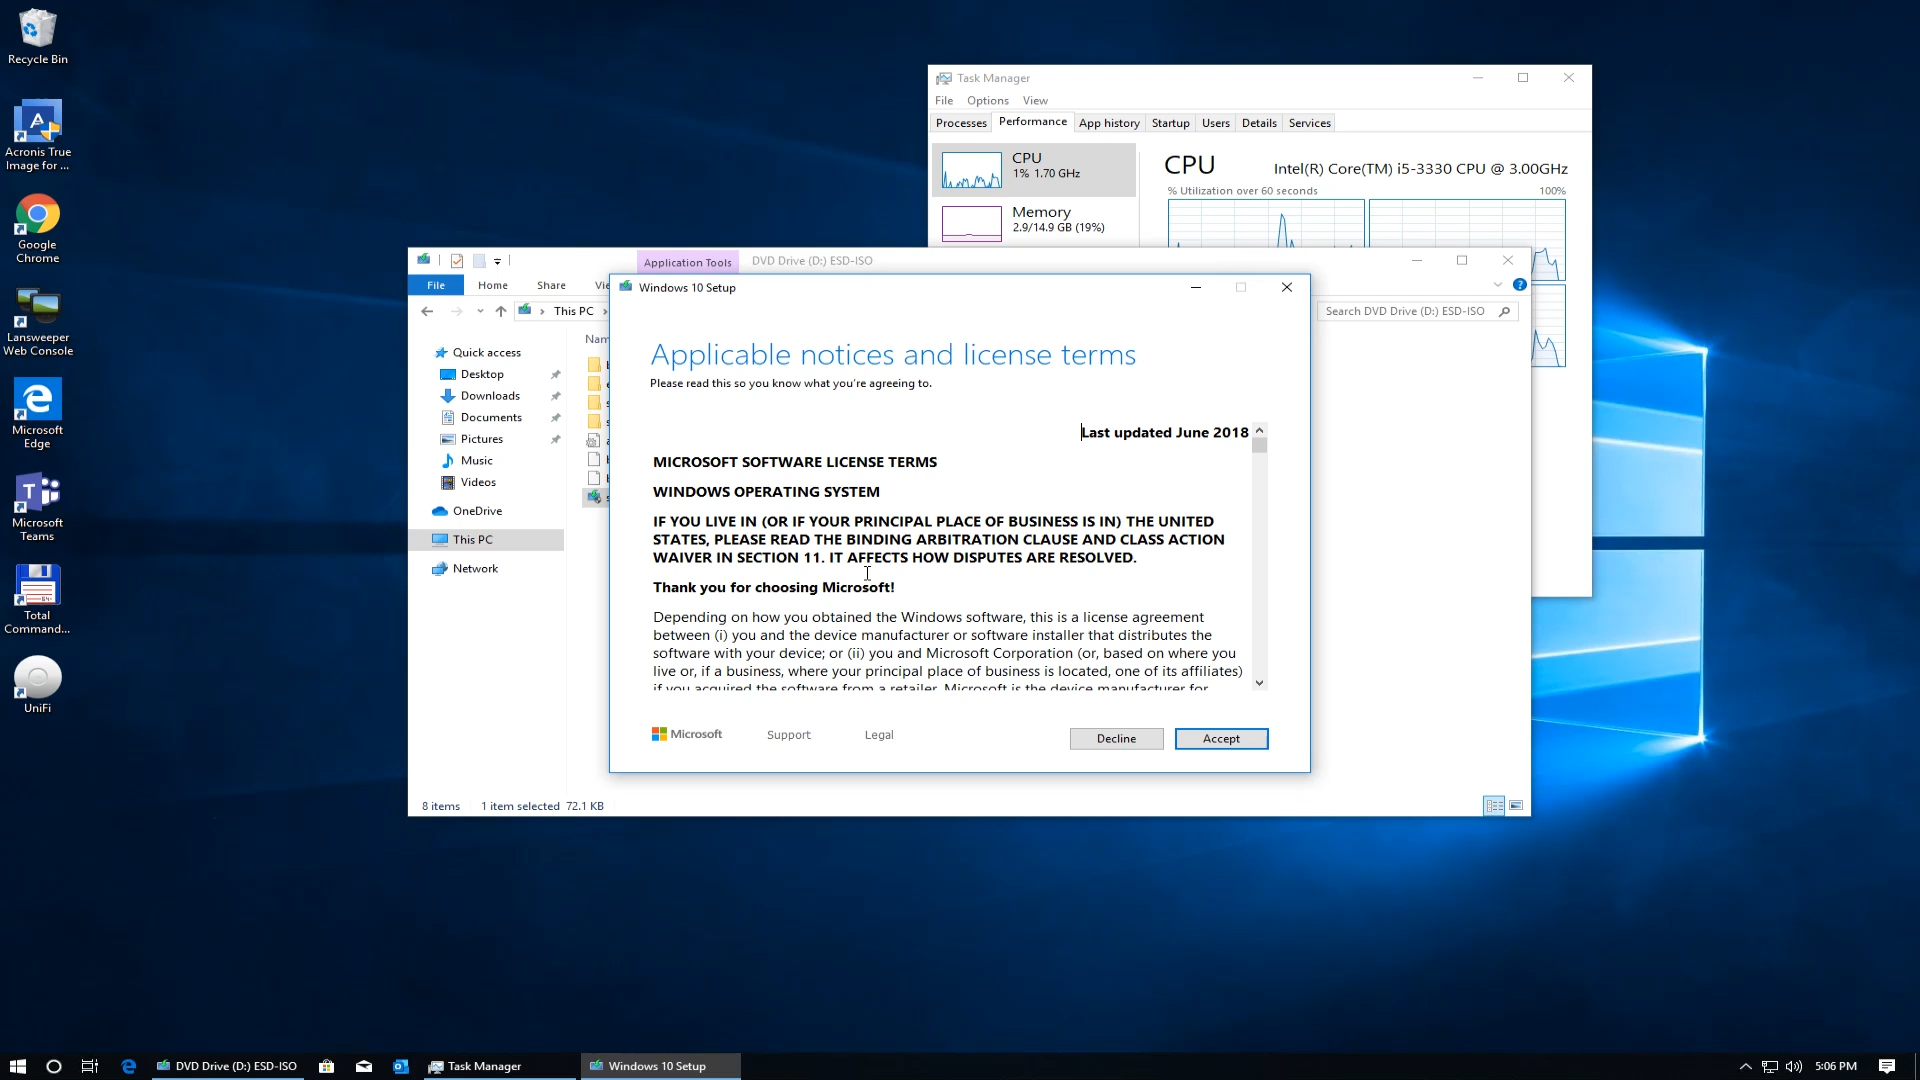 Recycle Bin
Acronis True
Image for ...
Google
Chrome
Lansweeper
Web Console
Microsoft
Edge
Microsoft
Teams
Total
Command...
UniFi
Task Manager
File Options View
Processes Performance App history Startup Users Details Services
CPU
1% 1.70 GHz
Memory
2.9/14.9 GB (19%)
CPU Intel(R) Core(TM) i5-3330 CPU @ 3.00GHz
% Utilization over 60 seconds 100%
Application Tools DVD Drive (D:) ESD-ISO
File Home Share
This PC Search DVD Drive (D:) ESD-ISO
Quick access
Desktop
Downloads
Documents
Pictures
Music
Videos
OneDrive
This PC
Network
8 items 1 item selected 72.1 KB
Windows 10 Setup
Applicable notices and license terms
Please read this so you know what you're agreeing to.
Last updated June 2018
MICROSOFT SOFTWARE LICENSE TERMS
WINDOWS OPERATING SYSTEM
IF YOU LIVE IN (OR IF YOUR PRINCIPAL PLACE OF BUSINESS IS IN) THE UNITED
STATES, PLEASE READ THE BINDING ARBITRATION CLAUSE AND CLASS ACTION
WAIVER IN SECTION 11. IT AFFECTS HOW DISPUTES ARE RESOLVED.
Thank you for choosing Microsoft!
Depending on how you obtained the Windows software, this is a license agreement
between (i) you and the device manufacturer or software installer that distributes the
software with your device; or (ii) you and Microsoft Corporation (or, based on where you
live or, if a business, where your principal place of business is located, one of its affiliates)
if you acquired the software from a retailer. Microsoft is the device manufacturer for
Microsoft Support Legal Decline Accept
DVD Drive (D:) ESD-ISO Task Manager Windows 10 Setup 5:06 PM